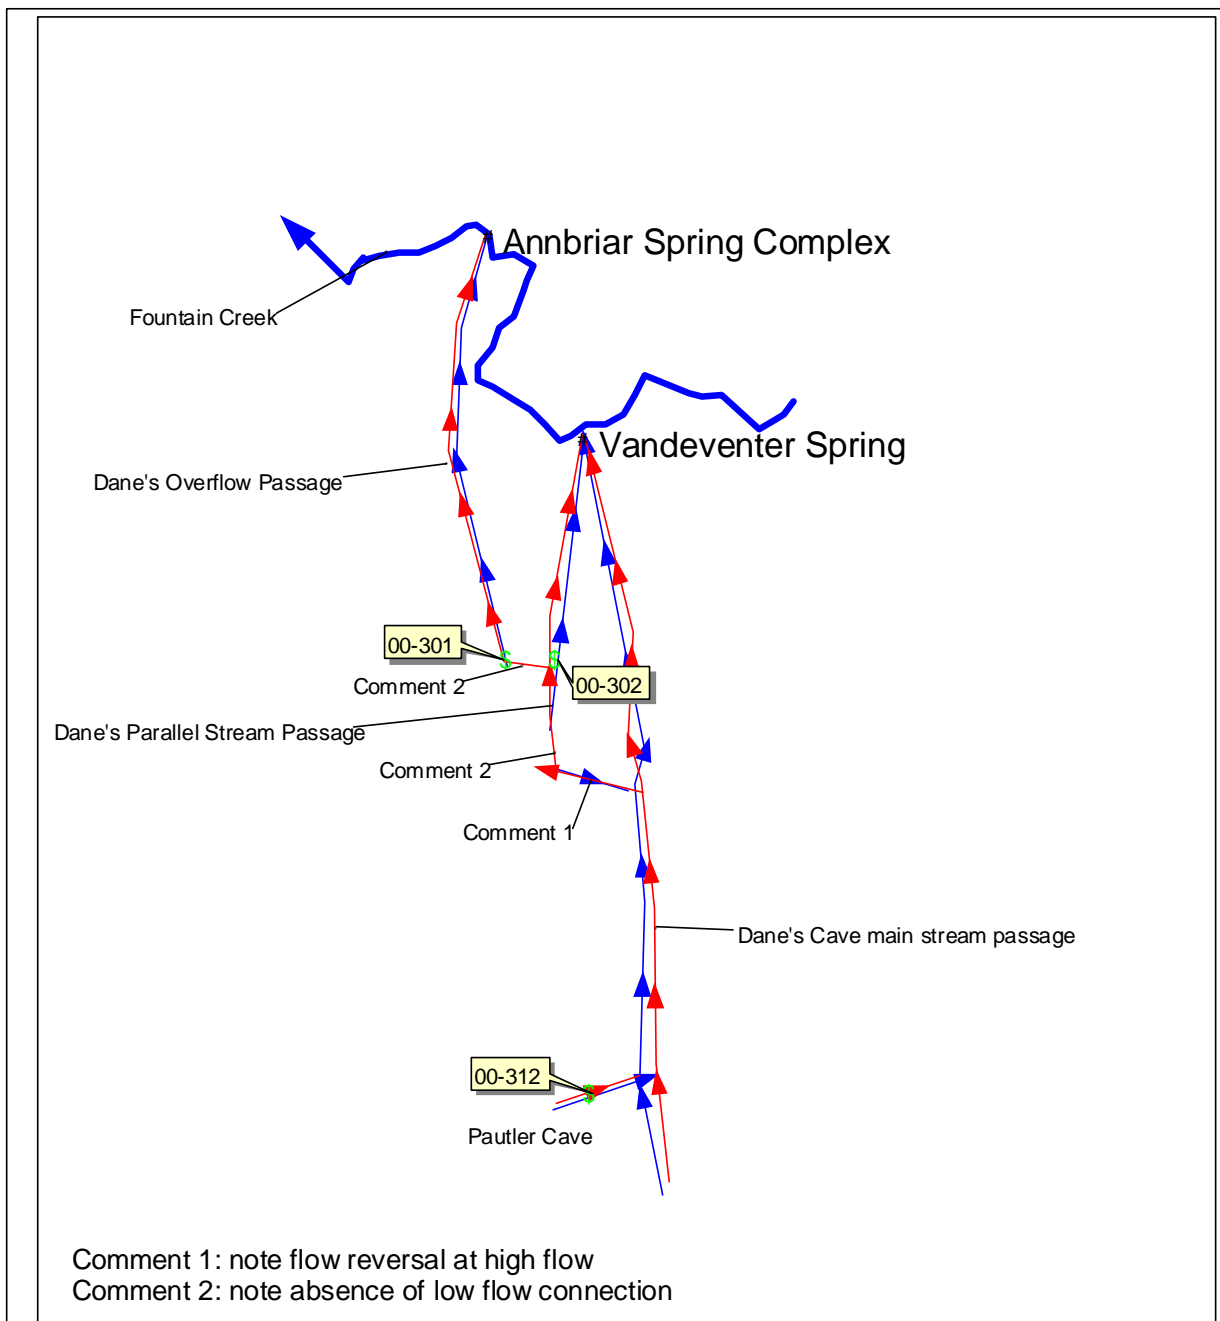 Annbriar Spring Complex
Fountain Creek
Vandeventer Spring
Dane's Overflow Passage
00-301
Comment 2
00-302
Dane's Parallel Stream Passage
Comment 2
Comment 1
Dane's Cave main stream passage
00-312
Pautler Cave
Comment 1: note flow reversal at high flow
Comment 2: note absence of low flow connection